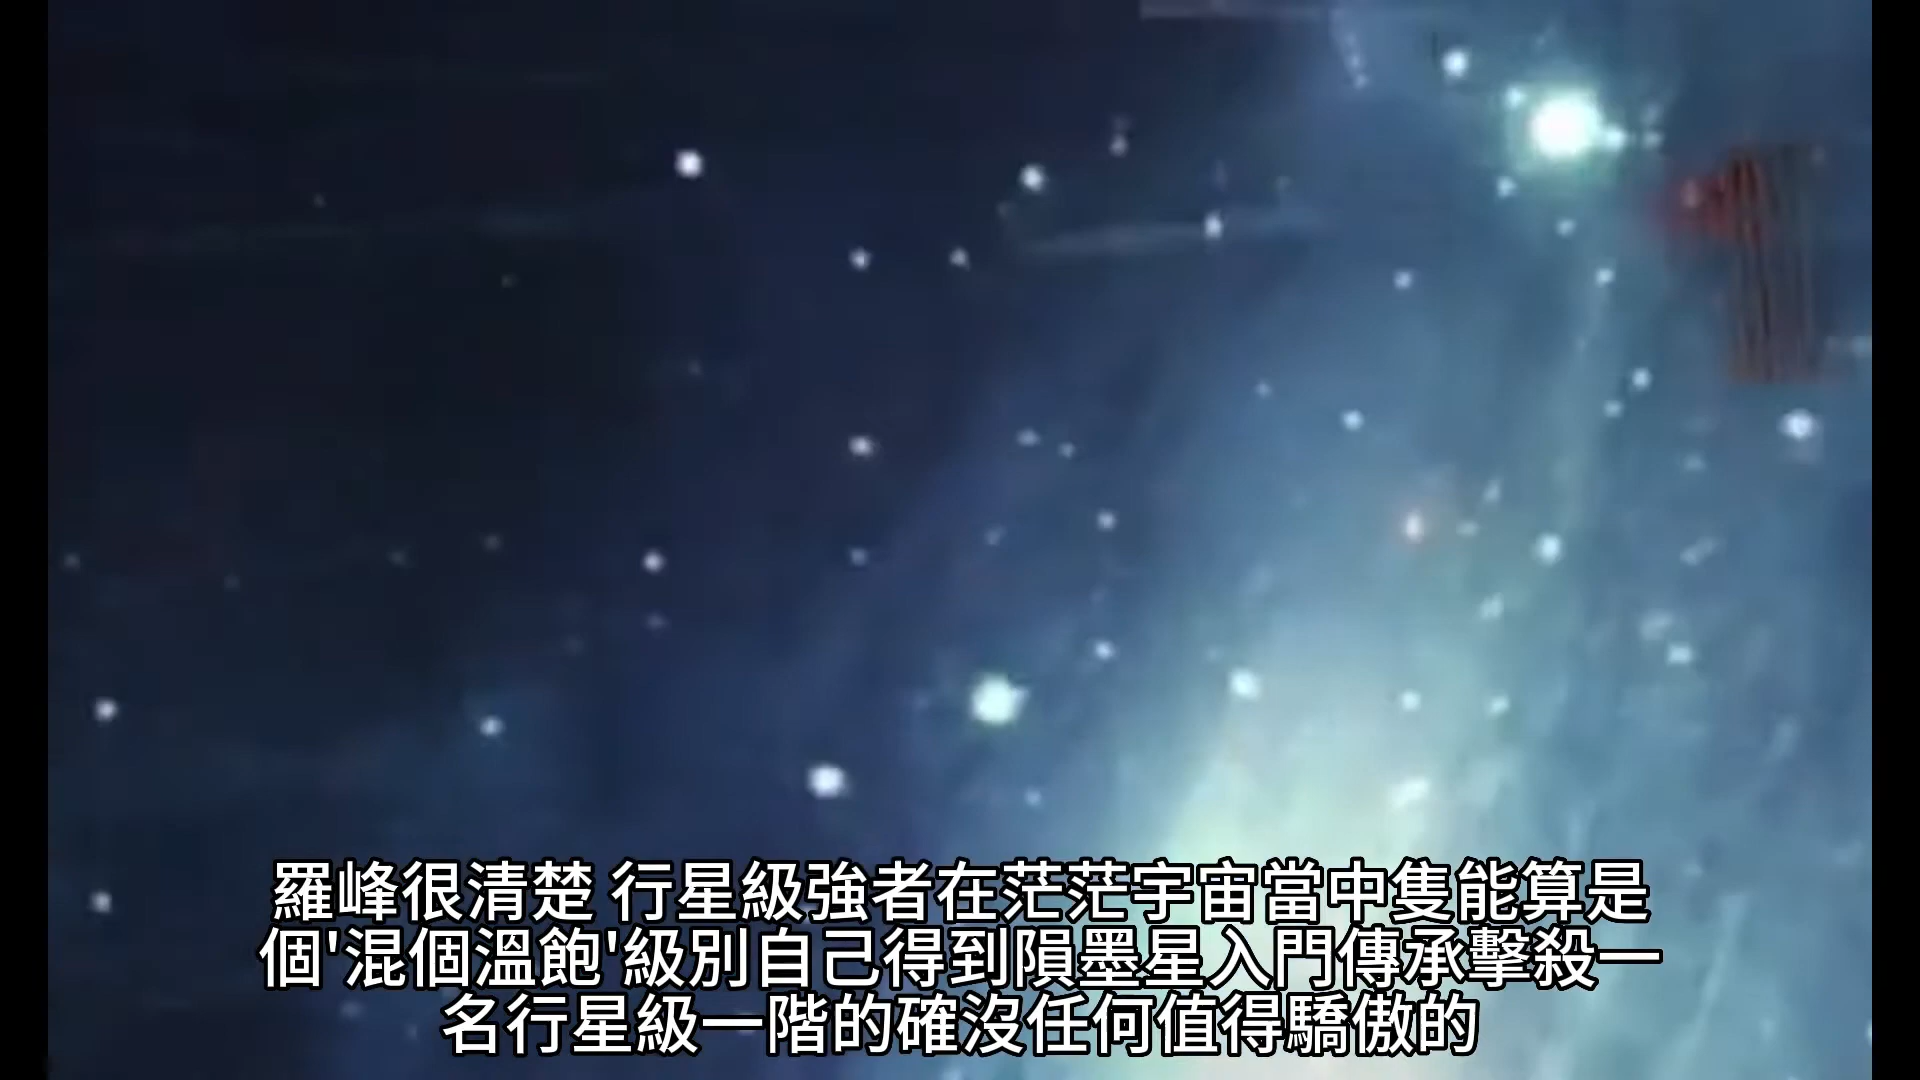 羅峰很清楚 行星級強者在茫茫宇宙當中隻能算是
個'混個溫飽'級別自己得到隕墨星入門傳承擊殺一
名行星級一階的確沒任何值得驕傲的